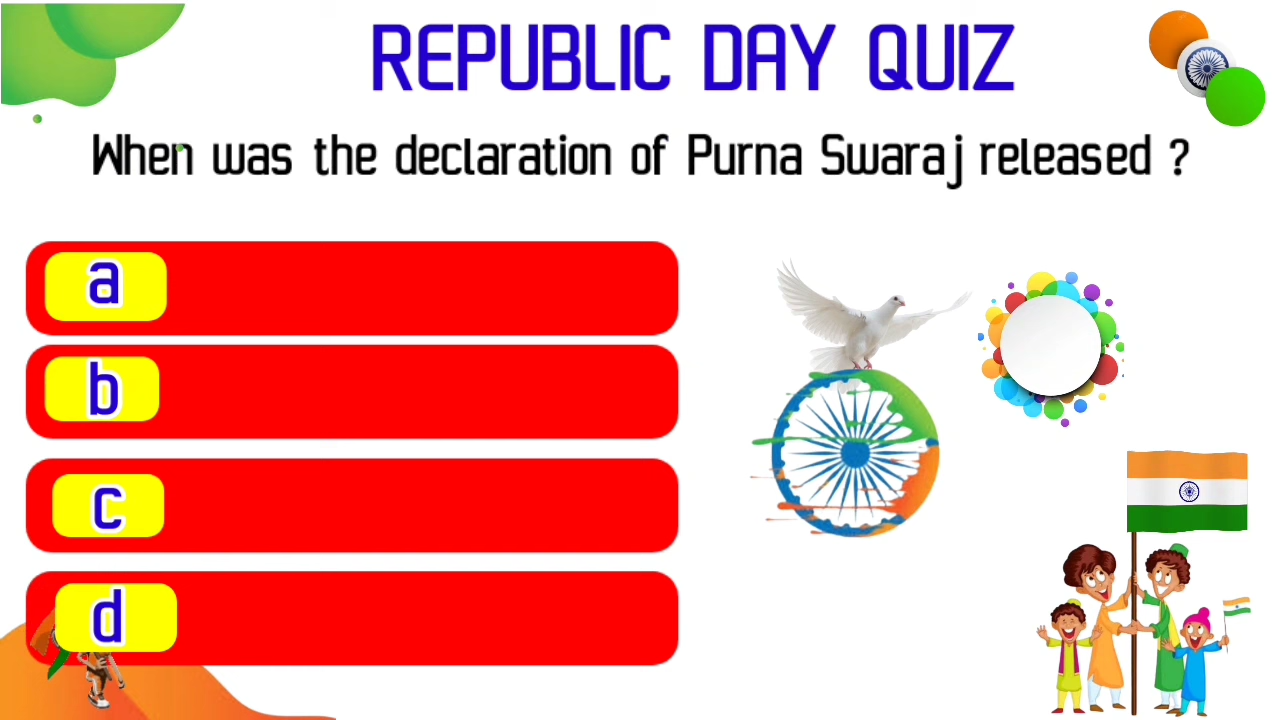 REPUBLIC DAY QUIZ
When was the declaration of Purna Swaraj released ?
a
b
c
d